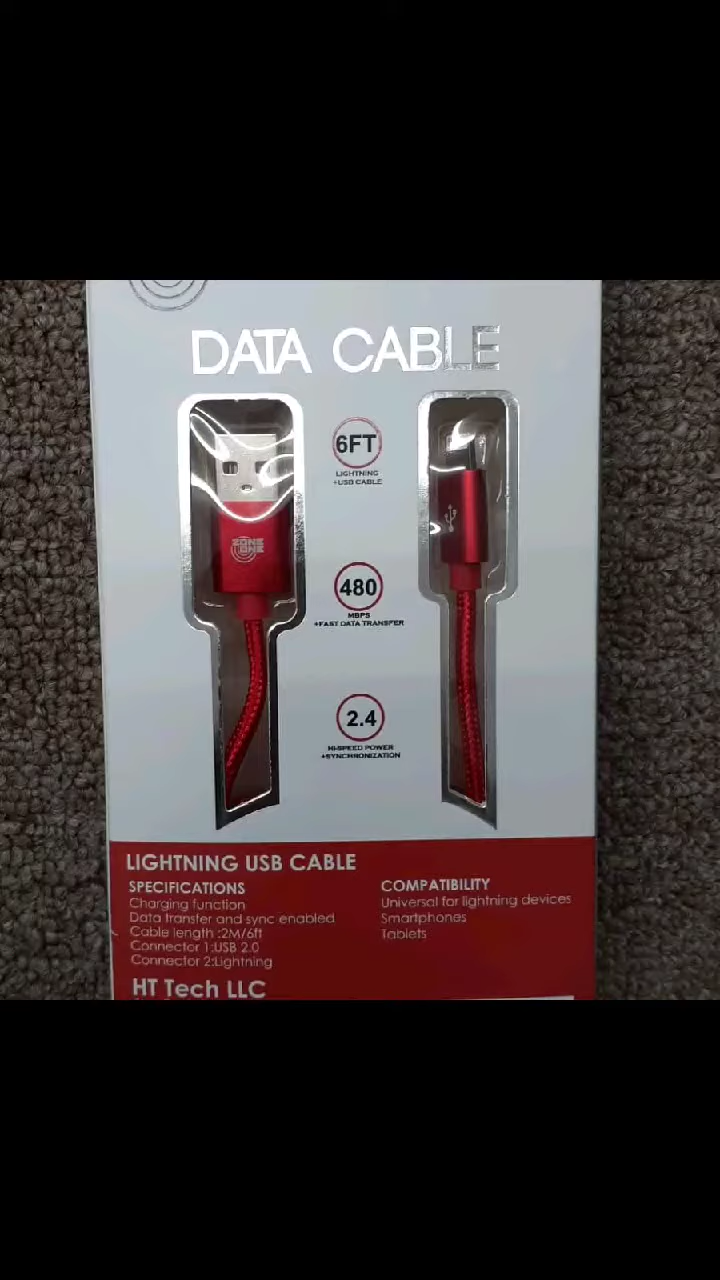 DATA CABLE
6FT
LIGHTNING
+USB CABLE
ZONE
ONE
480
MBPS
+FAST DATA TRANSFER
2.4
HI-SPEED POWER
+SYNCHRONIZATION
LIGHTNING USB CABLE
SPECIFICATIONS
Charging function
Data transfer and sync enabled
Cable length :2M/6ft
Connector 1:USB 2.0
Connector 2:Lightning
COMPATIBILITY
Universal for lightning devices
Smartphones
Tablets
HT Tech LLC